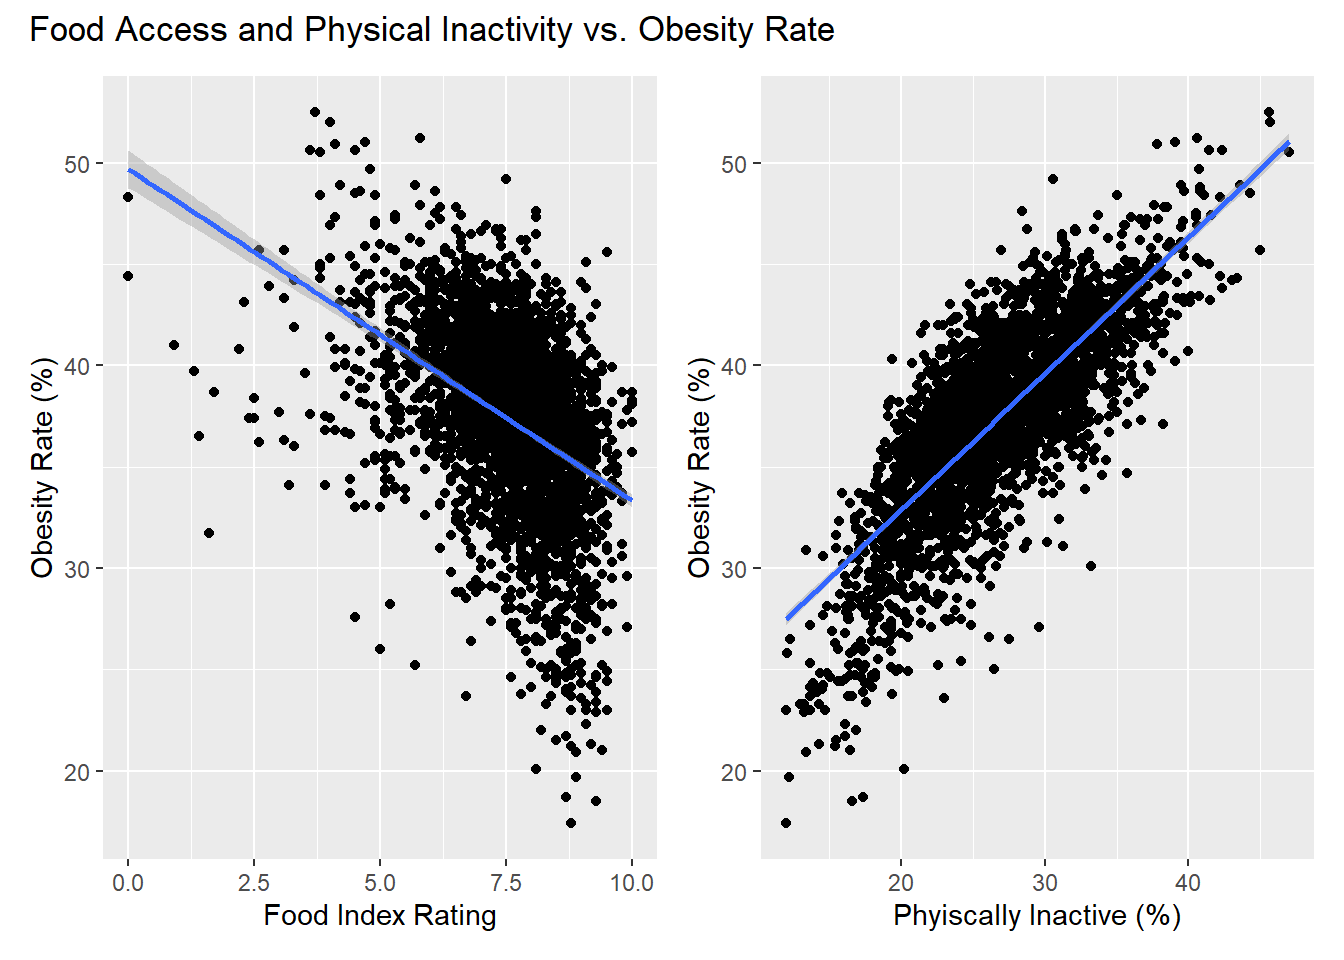 Food Access and Physical Inactivity vs. Obesity Rate
Obesity Rate (%)
50
40
30
20
0.0 2.5 5.0 7.5 10.0
Food Index Rating
Obesity Rate (%)
50
40
30
20
20 30 40
Phyiscally Inactive (%)